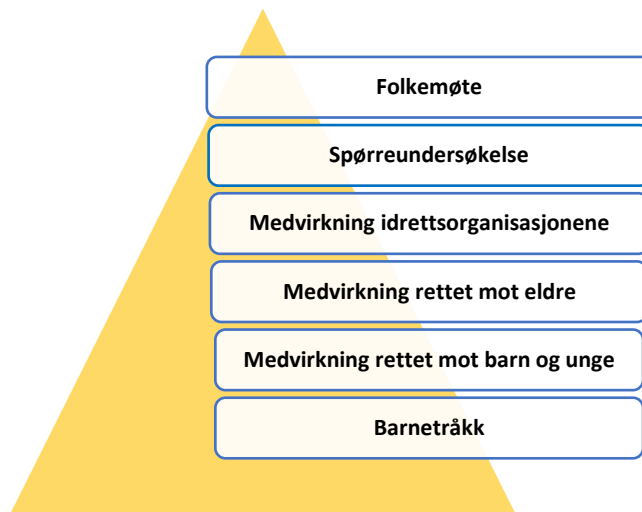 Folkemøte
Spørreundersøkelse
Medvirkning idrettsorganisasjonene
Medvirkning rettet mot eldre
Medvirkning rettet mot barn og unge
Barnetråkk